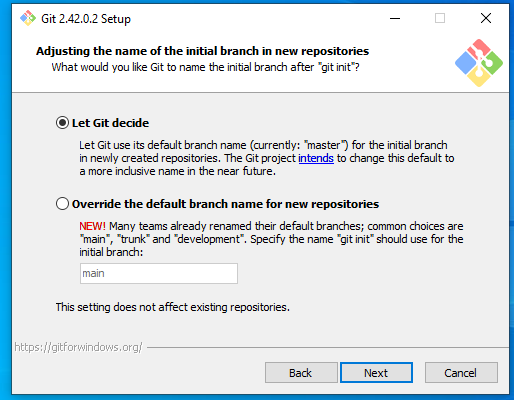 Git 2.42.0.2 Setup
Adjusting the name of the initial branch in new repositories
What would you like Git to name the initial branch after "git init"?
Let Git decide
Let Git use its default branch name (currently: "master") for the initial branch
in newly created repositories. The Git project intends to change this default to
a more inclusive name in the near future.
Override the default branch name for new repositories
NEW! Many teams already renamed their default branches; common choices are
"main", "trunk" and "development". Specify the name "git init" should use for the
initial branch:
main
This setting does not affect existing repositories.
https://gitforwindows.org/
Back
Next
Cancel